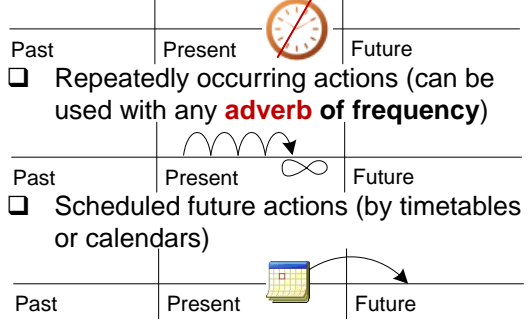 Past Present Future
❑ Repeatedly occurring actions (can be
used with any adverb of frequency)
Past Present Future
❑ Scheduled future actions (by timetables
or calendars)
Past Present Future